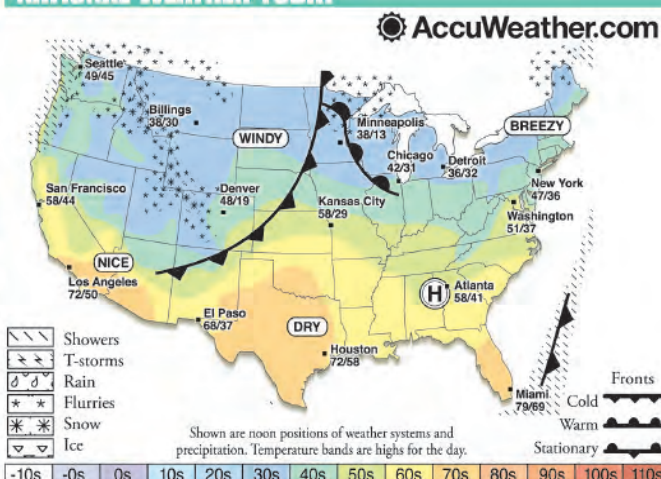 NATIONAL WEATHER TODAY
AccuWeather.com
Seattle
49/45
Billings
38/30
WINDY
Minneapolis
38/13
BREEZY
Chicago
42/31
Detroit
36/32
New York
47/36
San Francisco
58/44
Denver
48/19
Kansas City
58/29
Washington
51/37
NICE
Los Angeles
72/50
H
Atlanta
58/41
El Paso
68/37
DRY
Houston
72/58
Miami
79/69
Showers
T-storms
Rain
Flurries
Snow
Ice
Shown are noon positions of weather systems and
precipitation. Temperature bands are highs for the day.
Fronts
Cold
Warm
Stationary
-10s -0s 0s 10s 20s 30s 40s 50s 60s 70s 80s 90s 100s 110s